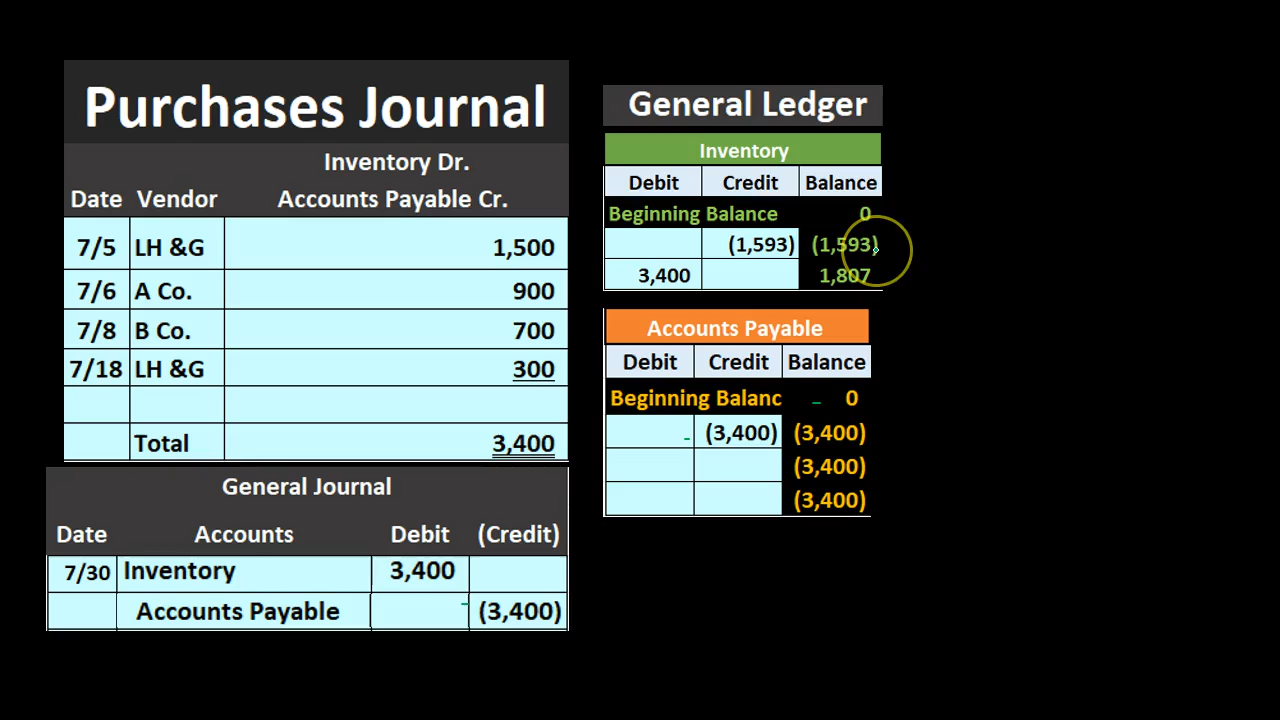 Purchases Journal
Inventory Dr.
Date Vendor Accounts Payable Cr.
7/5 LH &G 1,500
7/6 A Co. 900
7/8 B Co. 700
7/18 LH &G 300
Total 3,400
General Journal
Date Accounts Debit (Credit)
7/30 Inventory 3,400
Accounts Payable (3,400)
General Ledger
Inventory
Debit Credit Balance
Beginning Balance 0
(1,593) (1,593)
3,400 1,807
Accounts Payable
Debit Credit Balance
Beginning Balanc - 0
- (3,400) (3,400)
(3,400)
(3,400)